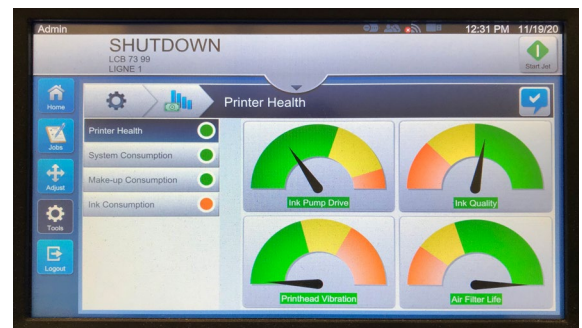 Admin
12:31 PM 11/19/20
SHUTDOWN
LCB 73 99
LIGNE 1
Start Jet
Home
Printer Health
Jobs
Printer Health
System Consumption
Make-up Consumption
Adjust
Ink Consumption
Tools
Logout
Ink Pump Drive
Ink Quality
Printhead Vibration
Air Filter Life